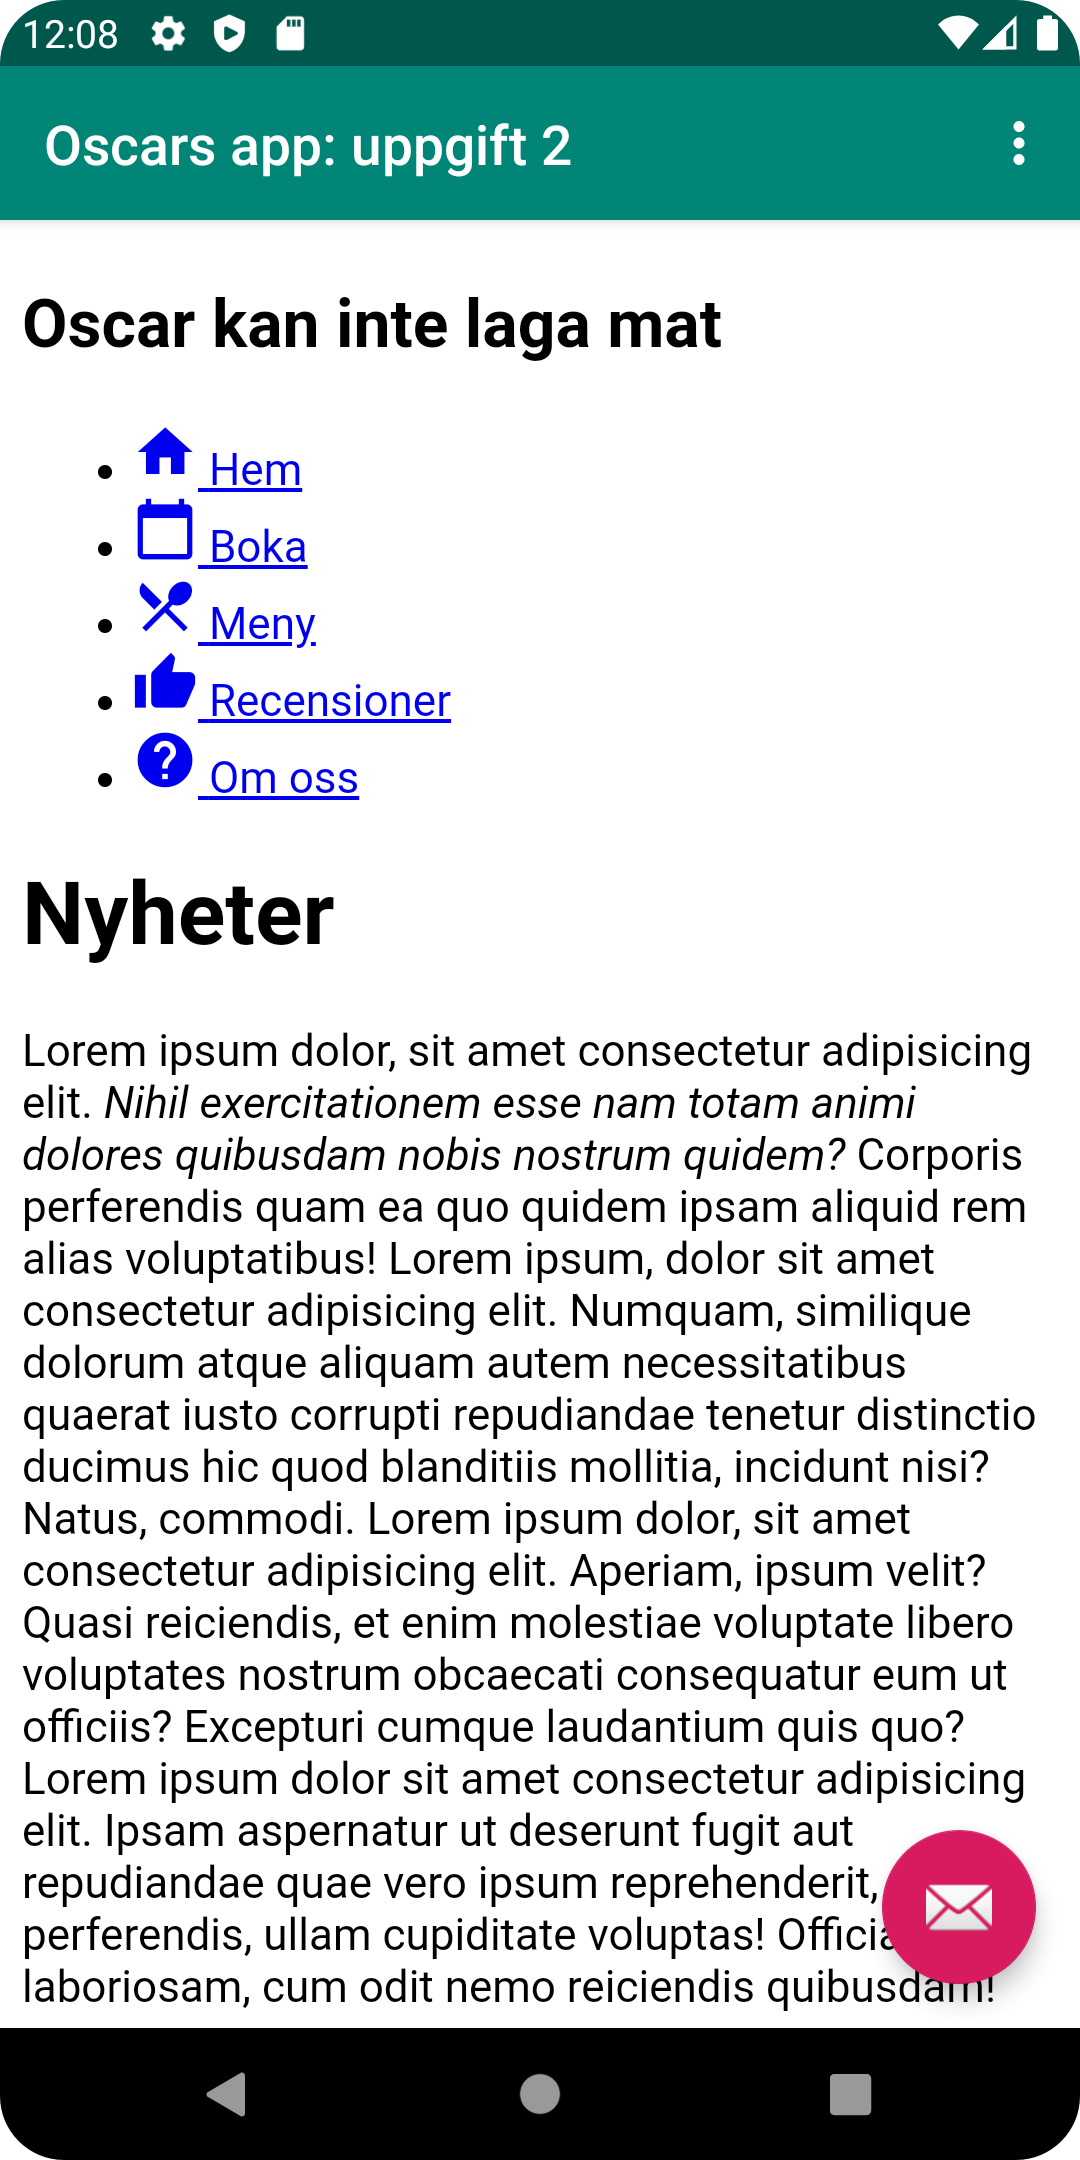 12:08
Oscars app: uppgift 2
Oscar kan inte laga mat
Hem
Boka
Meny
Recensioner
Om oss
Nyheter
Lorem ipsum dolor, sit amet consectetur adipisicing
elit. Nihil exercitationem esse nam totam animi
dolores quibusdam nobis nostrum quidem? Corporis
perferendis quam ea quo quidem ipsam aliquid rem
alias voluptatibus! Lorem ipsum, dolor sit amet
consectetur adipisicing elit. Numquam, similique
dolorum atque aliquam autem necessitatibus
quaerat iusto corrupti repudiandae tenetur distinctio
ducimus hic quod blanditiis mollitia, incidunt nisi?
Natus, commodi. Lorem ipsum dolor, sit amet
consectetur adipisicing elit. Aperiam, ipsum velit?
Quasi reiciendis, et enim molestiae voluptate libero
voluptates nostrum obcaecati consequatur eum ut
officiis? Excepturi cumque laudantium quis quo?
Lorem ipsum dolor sit amet consectetur adipisicing
elit. Ipsam aspernatur ut deserunt fugit aut
repudiandae quae vero ipsum reprehenderit,
perferendis, ullam cupiditate voluptas! Officia
laboriosam, cum odit nemo reiciendis quibusdam!